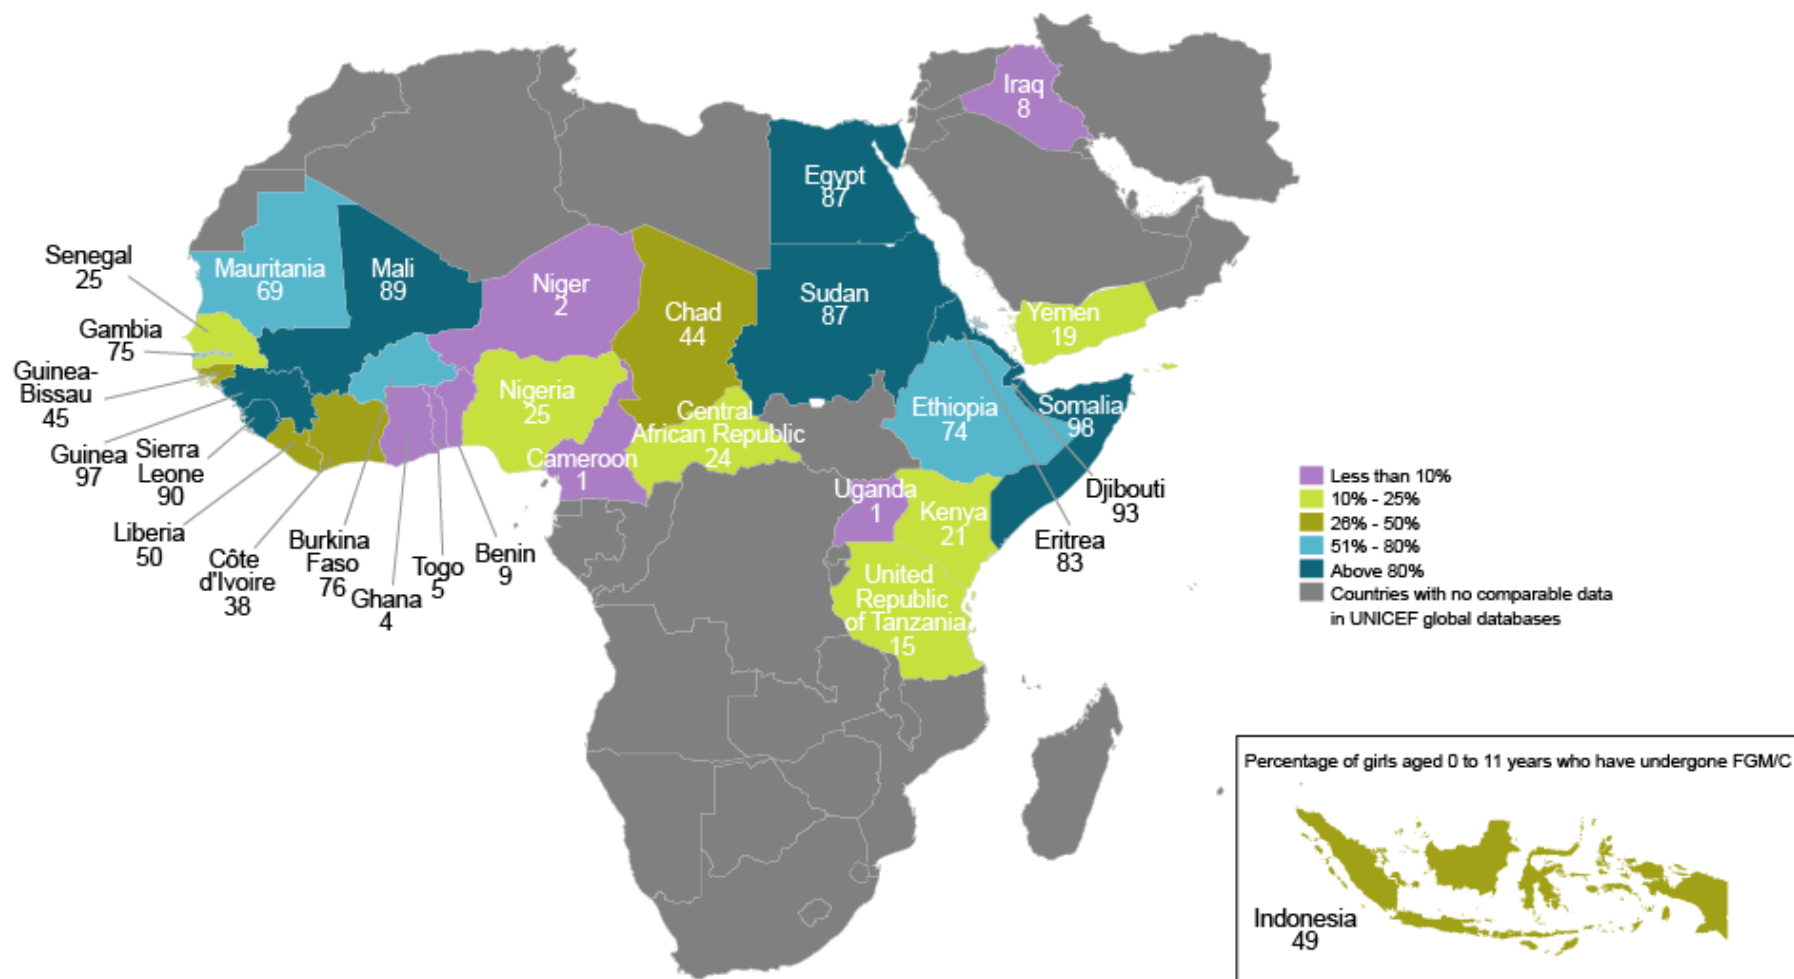 Iraq
8
Egypt
87
Senegal
25
Mauritania
69
Mali
89
Niger
2
Chad
44
Sudan
87
Yemen
19
Gambia
75
Guinea-
Bissau
45
Guinea
97
Sierra
Leone
90
Liberia
50
Côte
d'Ivoire
38
Burkina
Faso
76
Ghana
4
Togo
5
Benin
9
Nigeria
25
Cameroon
1
Central
African Republic
24
Ethiopia
74
Somalia
98
Djibouti
93
Eritrea
83
Uganda
1
Kenya
21
United
Republic
of Tanzania
15
Less than 10%
10% - 25%
26% - 50%
51% - 80%
Above 80%
Countries with no comparable data
in UNICEF global databases
Percentage of girls aged 0 to 11 years who have undergone FGM/C
Indonesia
49